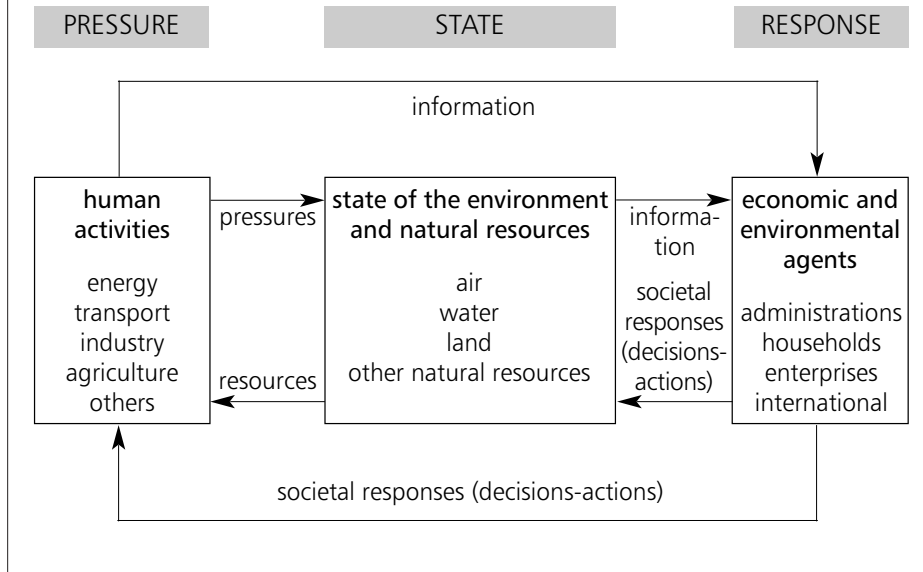 PRESSURE
STATE
RESPONSE
information
human
activities
energy
transport
industry
agriculture
others
pressures
resources
state of the environment
and natural resources
air
water
land
other natural resources
informa-
tion
societal
responses
(decisions-
actions)
economic and
environmental
agents
administrations
households
enterprises
international
societal responses (decisions-actions)